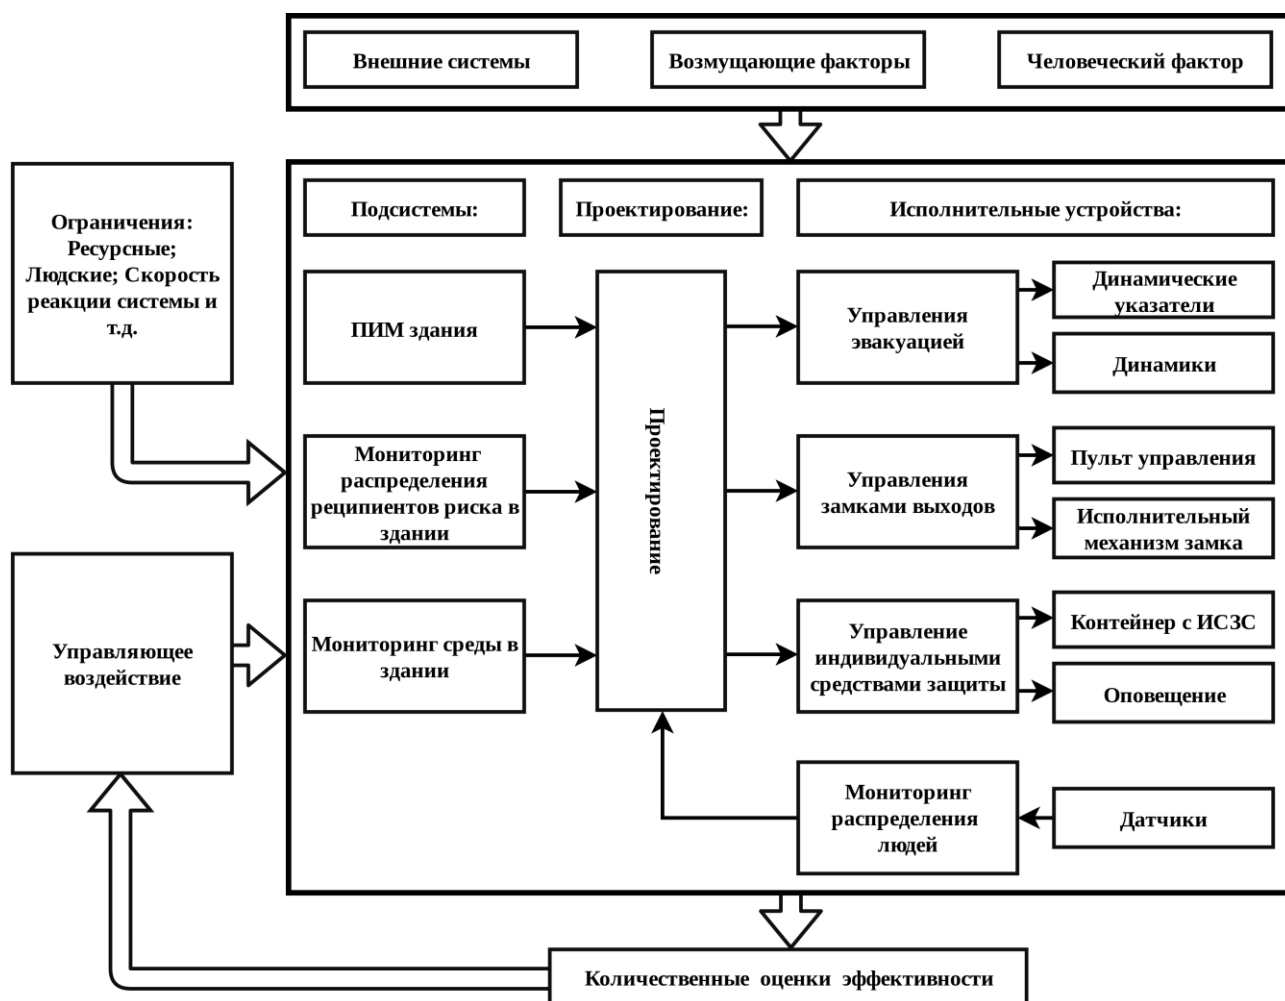 Внешние системы
Возмущающие факторы
Человеческий фактор
Ограничения:
Ресурсные;
Людские; Скорость
реакции системы и
т.д.
Подсистемы:
Проектирование:
Исполнительные устройства:
ПИМ здания
Мониторинг
распределения
реципиентов риска в
здании
Мониторинг среды в
здании
Проектирование
Управления
эвакуацией
Динамические
указатели
Динамики
Управления
замками выходов
Пульт управления
Исполнительный
механизм замка
Управление
индивидуальными
средствами защиты
Контейнер с ИСЗС
Оповещение
Мониторинг
распределения
людей
Датчики
Управляющее
воздействие
Количественные оценки эффективности